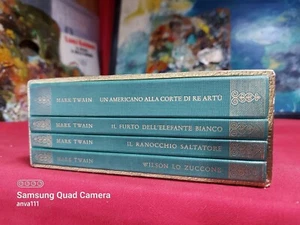 MARK TWAIN UN AMERICANO ALLA CORTE DI RE ARTÙ
MARK TWAIN IL FURTO DELL'ELEFANTE BIANCO
MARK TWAIN IL RANOCCHIO SALTATORE
MARK TWAIN WILSON LO ZUCCONE
Samsung Quad Camera
anva111